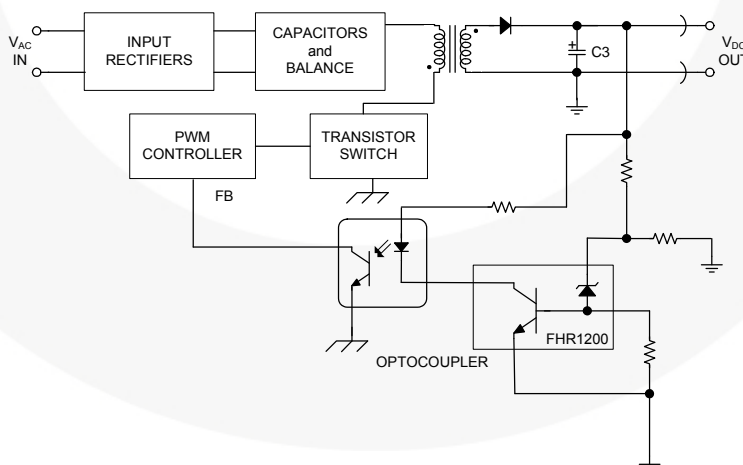 V_AC
IN
INPUT
RECTIFIERS
CAPACITORS
and
BALANCE
C3
V_DC
OUT
PWM
CONTROLLER
TRANSISTOR
SWITCH
FB
FHR1200
OPTOCOUPLER